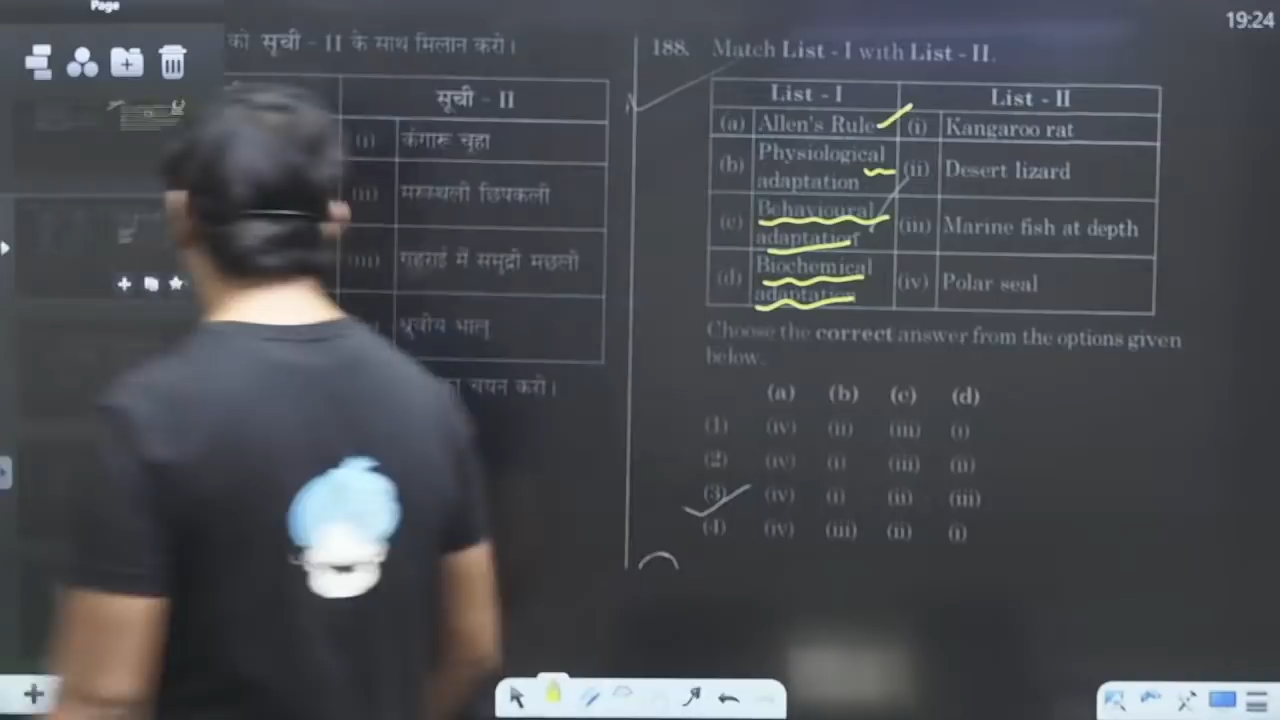 Page
19:24
को सूची - II के साथ मिलान करो।
सूची - II
(i) कंगारू चूहा
मरुस्थली छिपकली
(iii) गहराई में समुद्री मछली
ध्रुवीय भालू
चयन करो।
188. Match List - I with List - II.
List - I List - II
(a) Allen's Rule (i) Kangaroo rat
(b) Physiological adaptation (ii) Desert lizard
(c) Behavioural adaptation (iii) Marine fish at depth
(d) Biochemical adaptation (iv) Polar seal
Choose the correct answer from the options given
below.
(a) (b) (c) (d)
(1) (iv) (ii) (iii) (i)
(2) (iv) (i) (iii) (ii)
(3) (iv) (i) (ii) (iii)
(4) (iv) (iii) (ii) (i)